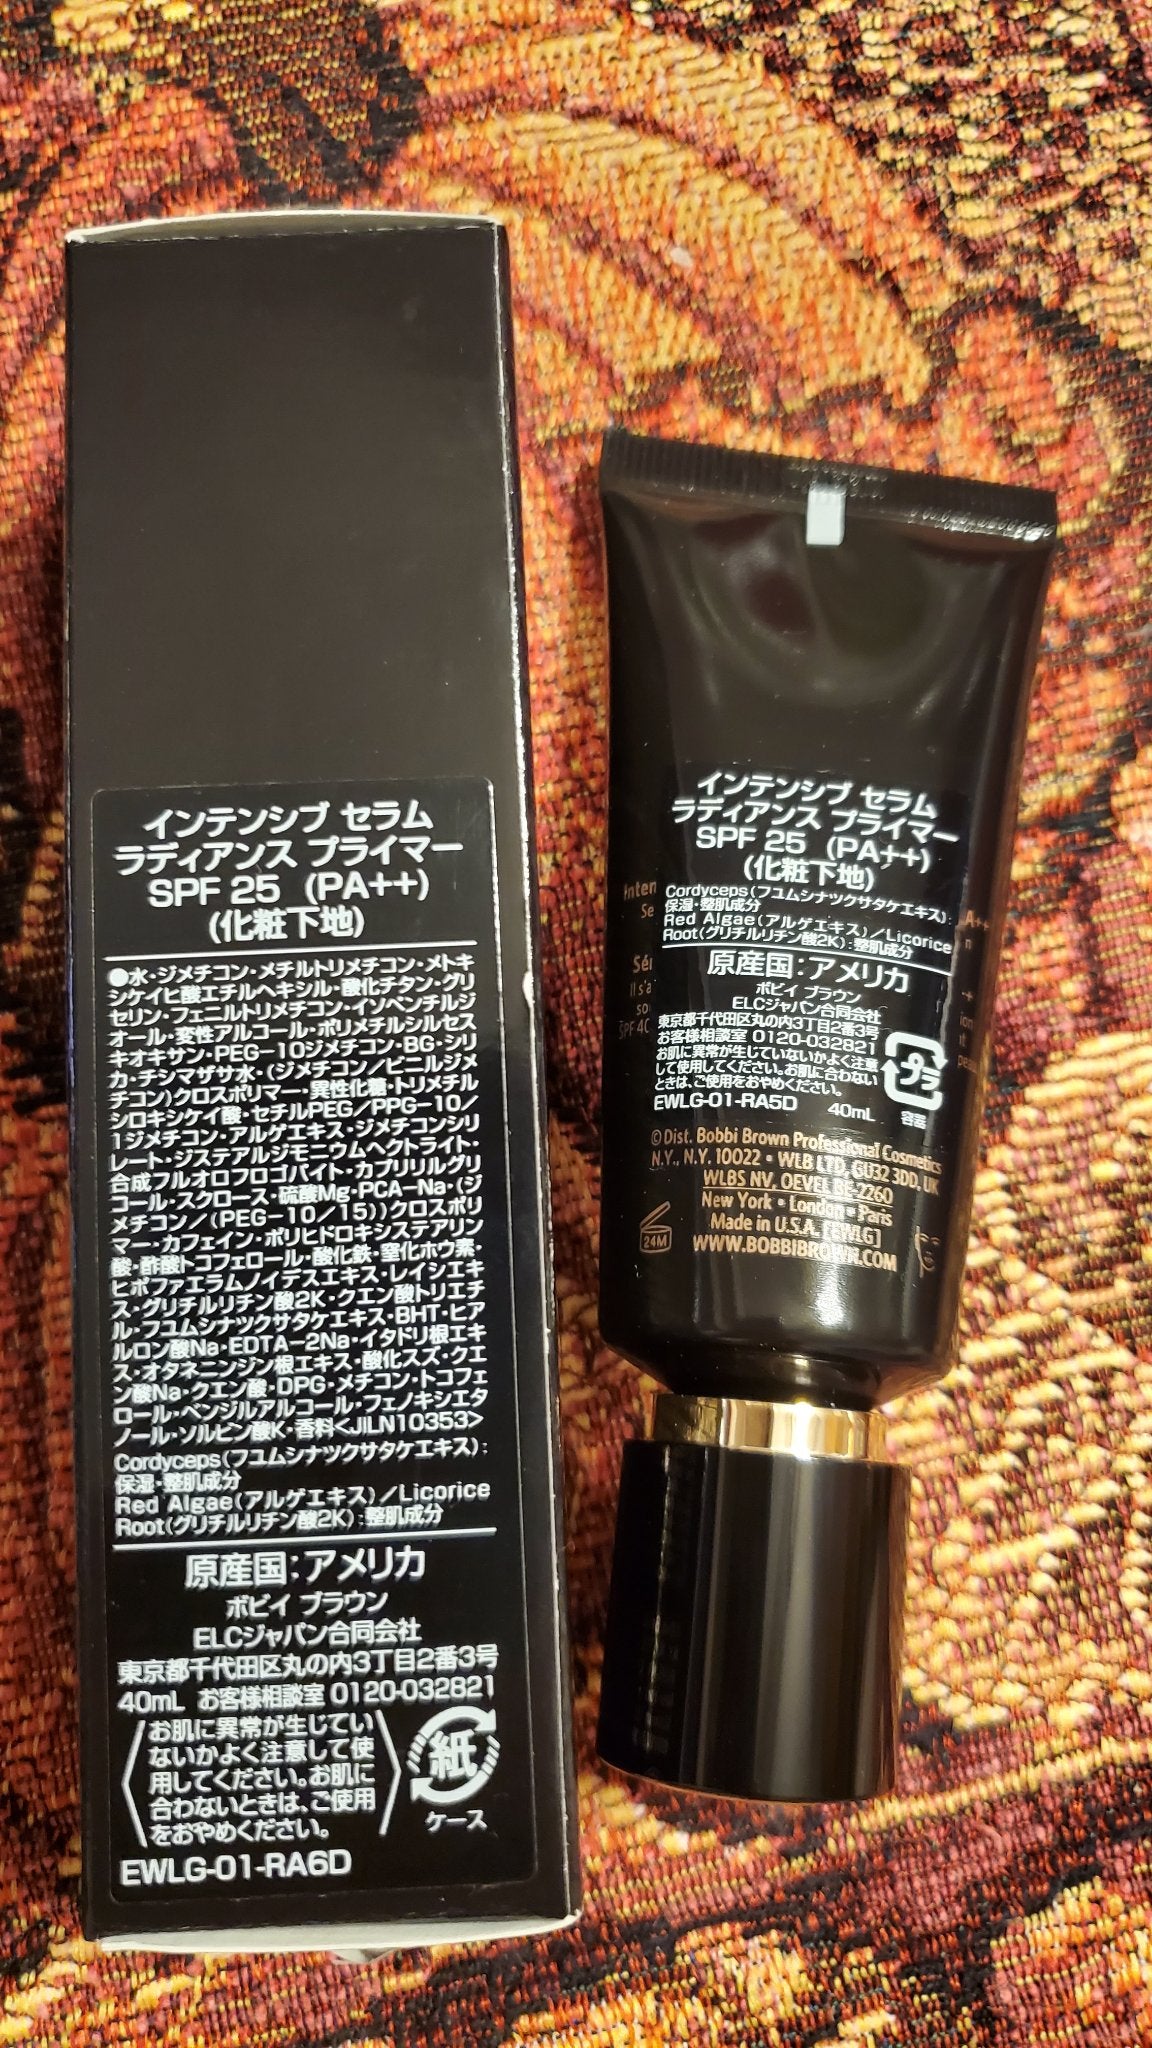 インテンシブ セラム
ラディアンス プライマー
SPF 25 (PA++)
(化粧下地)
●水・ジメチコン・メチルトリメチコン・メトキ
シケイヒ酸エチルヘキシル・酸化チタン・グリ
セリン・フェニルトリメチコン・イソペンチルジ
オール・変性アルコール・ポリメチルシルセス
キオキサン・PEG-10ジメチコン・BG・シリ
カ・チシマザサ水・(ジメチコン/ビニルジメ
チコン)クロスポリマー・異性化糖・トリメチル
シロキシケイ酸・セチルPEG/PPG-10/
1ジメチコン・アルゲエキス・ジメチコンシリ
レート・ジステアルジモニウムヘクトライト・
合成フルオロフロゴパイト・カプリリルグリ
コール・スクロース・硫酸Mg・PCA-Na・(ジ
メチコン/(PEG-10/15))クロスポリ
マー・カフェイン・ポリヒドロキシステアリン
酸・酢酸トコフェロール・酸化鉄・窒化ホウ素・
ヒポファエラムノイデスエキス・レイシエキ
ス・グリチルリチン酸2K・クエン酸トリエチ
ル・フユムシナツクサタケエキス・BHT・ヒア
ルロン酸Na・EDTA-2Na・イタドリ根エキ
ス・オタネニンジン根エキス・酸化スズ・クエ
ン酸Na・クエン酸・DPG・メチコン・トコフェ
ロール・ベンジルアルコール・フェノキシエタ
ノール・ソルビン酸K・香料<JILN10353>
Cordyceps(フユムシナツクサタケエキス):
保湿・整肌成分
Red Algae(アルゲエキス)/Licorice
Root(グリチルリチン酸2K):整肌成分
原産国:アメリカ
ボビイ ブラウン
ELCジャパン合同会社
東京都千代田区丸の内3丁目2番3号
40mL お客様相談室 0120-032821
お肌に異常が生じてい
ないかよく注意して使
用してください。お肌に
合わないときは、ご使用
をおやめください。
紙
ケース
EWLG-01-RA6D
インテンシブ セラム
ラディアンス プライマー
SPF 25 (PA++)
(化粧下地)
Cordyceps(フユムシナツクサタケエキス):
保湿・整肌成分
Red Algae(アルゲエキス)/Licorice
Root(グリチルリチン酸2K):整肌成分
原産国:アメリカ
ボビイ ブラウン
ELCジャパン合同会社
東京都千代田区丸の内3丁目2番3号
お客様相談室 0120-032821
お肌に異常が生じていないかよく注意
して使用してください。お肌に合わない
ときは、ご使用をおやめください。
プラ
容器
EWLG-01-RA5D 40mL
© Dist. Bobbi Brown Professional Cosmetics
N.Y., N.Y. 10022 • WLB LTD, GU32 3DD, UK
WLBS NV, OEVEL BE-2260
New York • London • Paris
Made in U.S.A. [EWLG]
24M
WWW.BOBBIBROWN.COM